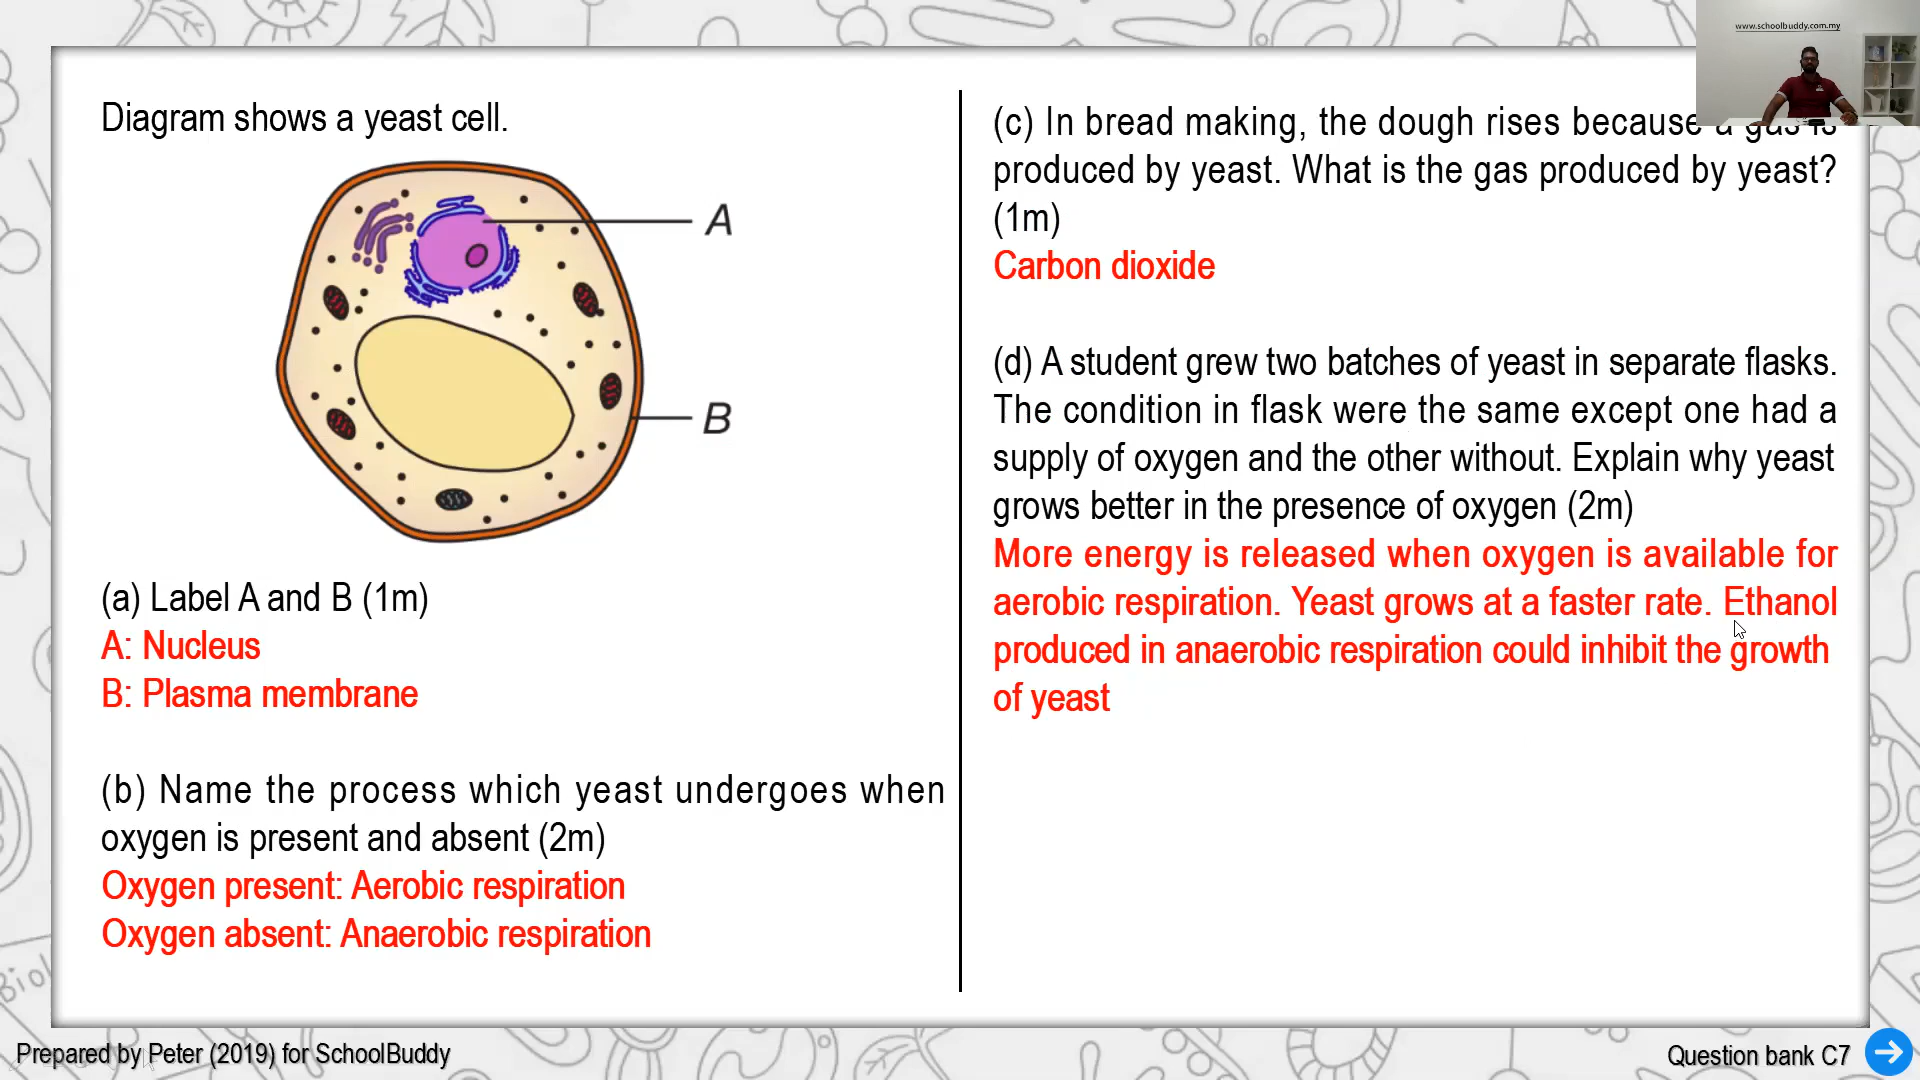 www.schoolbuddy.com.my
Diagram shows a yeast cell.
A
B
(a) Label A and B (1m)
A: Nucleus
B: Plasma membrane
(b) Name the process which yeast undergoes when
oxygen is present and absent (2m)
Oxygen present: Aerobic respiration
Oxygen absent: Anaerobic respiration
(c) In bread making, the dough rises because a gas is
produced by yeast. What is the gas produced by yeast?
(1m)
Carbon dioxide
(d) A student grew two batches of yeast in separate flasks.
The condition in flask were the same except one had a
supply of oxygen and the other without. Explain why yeast
grows better in the presence of oxygen (2m)
More energy is released when oxygen is available for
aerobic respiration. Yeast grows at a faster rate. Ethanol
produced in anaerobic respiration could inhibit the growth
of yeast
Prepared by Peter (2019) for SchoolBuddy
Question bank C7